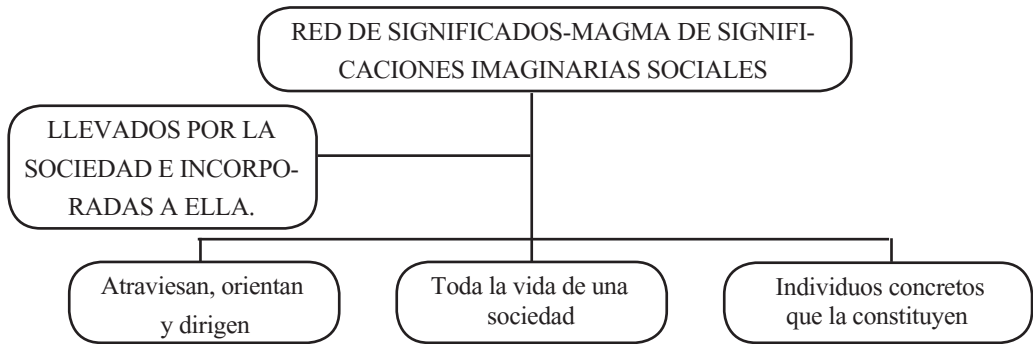 RED DE SIGNIFICADOS-MAGMA DE SIGNIFI-
CACIONES IMAGINARIAS SOCIALES
LLEVADOS POR LA
SOCIEDAD E INCORPO-
RADAS A ELLA.
Atraviesan, orientan
y dirigen
Toda la vida de una
sociedad
Individuos concretos
que la constituyen